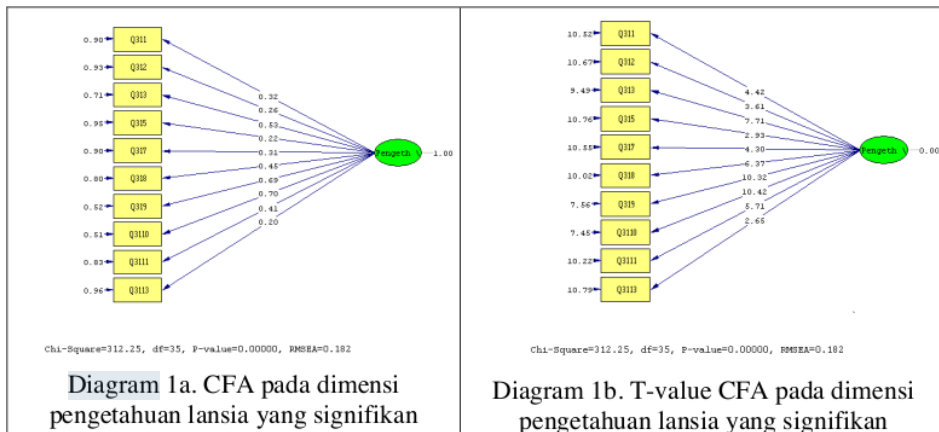 0.90 Q311
0.93 Q312
0.71 Q313
0.95 Q315
0.90 Q317
0.80 Q318
0.52 Q319
0.51 Q3110
0.83 Q3111
0.96 Q3113
0.32
0.26
0.53
0.22
0.31
0.45
0.69
0.70
0.41
0.20
Pengeth \ 1.00
Chi-Square=312.25, df=35, P-value=0.00000, RMSEA=0.182
Diagram 1a. CFA pada dimensi
pengetahuan lansia yang signifikan
10.52 Q311
10.67 Q312
9.49 Q313
10.76 Q315
10.55 Q317
10.02 Q318
7.56 Q319
7.45 Q3110
10.22 Q3111
10.79 Q3113
4.42
3.61
7.71
2.93
4.30
6.37
10.32
10.42
5.71
2.65
Pengeth \ 0.00
Chi-Square=312.25, df=35, P-value=0.00000, RMSEA=0.182
Diagram 1b. T-value CFA pada dimensi
pengetahuan lansia yang signifikan